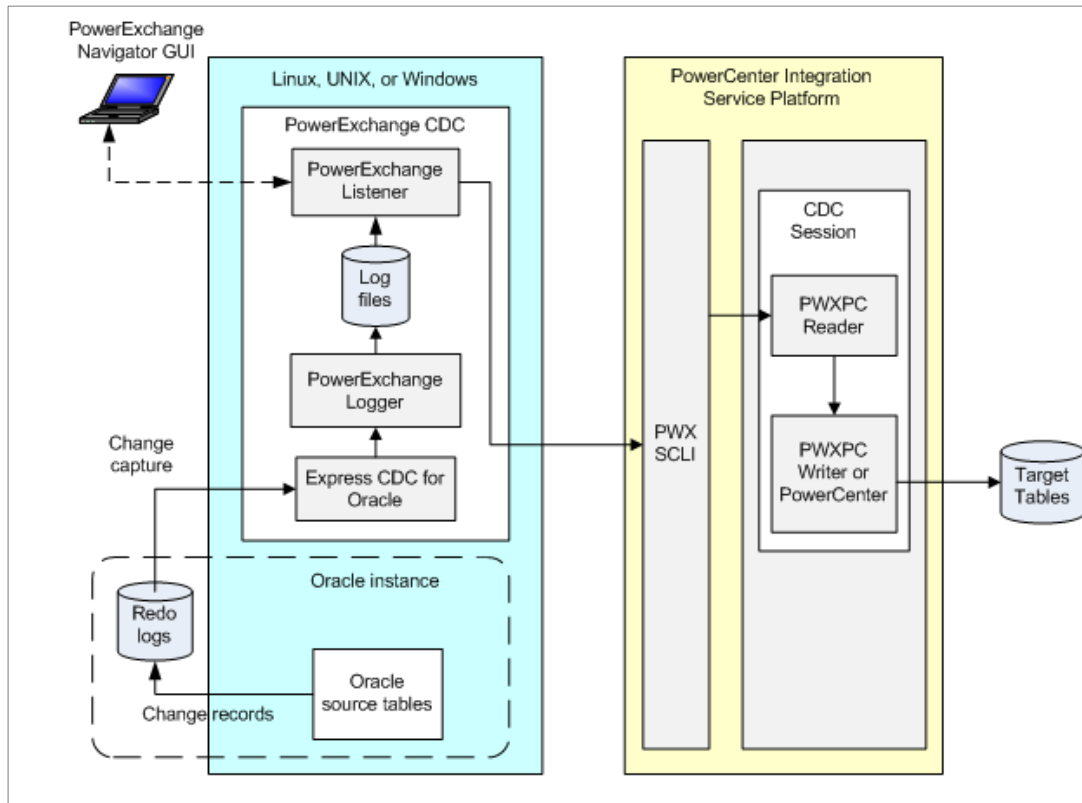 PowerExchange
Navigator GUI
Linux, UNIX, or Windows
PowerExchange CDC
PowerExchange
Listener
Log
files
PowerExchange
Logger
Express CDC for
Oracle
Change
capture
Oracle instance
Redo
logs
Oracle
source tables
Change records
PowerCenter Integration
Service Platform
PWX
SCLI
CDC
Session
PWXPC
Reader
PWXPC
Writer or
PowerCenter
Target
Tables